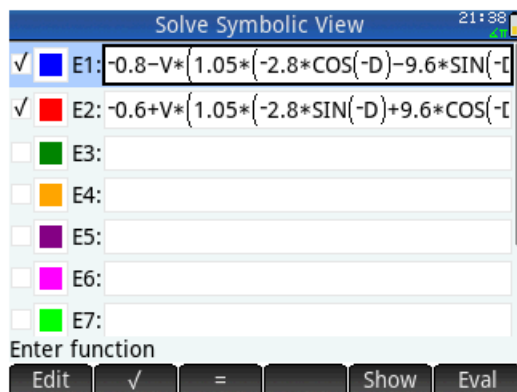 Solve Symbolic View 21:38
∡π
√ E1: -0.8-V*(1.05*(-2.8*COS(-D)-9.6*SIN(-D
√ E2: -0.6+V*(1.05*(-2.8*SIN(-D)+9.6*COS(-D
E3:
E4:
E5:
E6:
E7:
Enter function
Edit √ = Show Eval